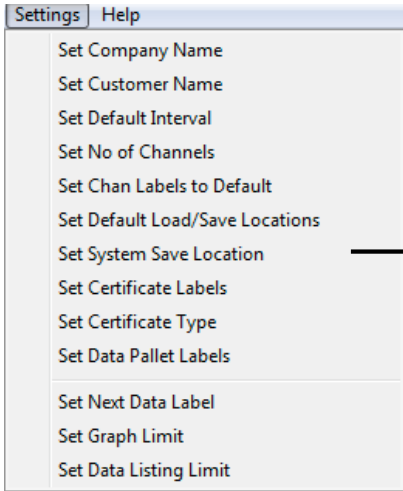 Settings Help
Set Company Name
Set Customer Name
Set Default Interval
Set No of Channels
Set Chan Labels to Default
Set Default Load/Save Locations
Set System Save Location
Set Certificate Labels
Set Certificate Type
Set Data Pallet Labels
Set Next Data Label
Set Graph Limit
Set Data Listing Limit